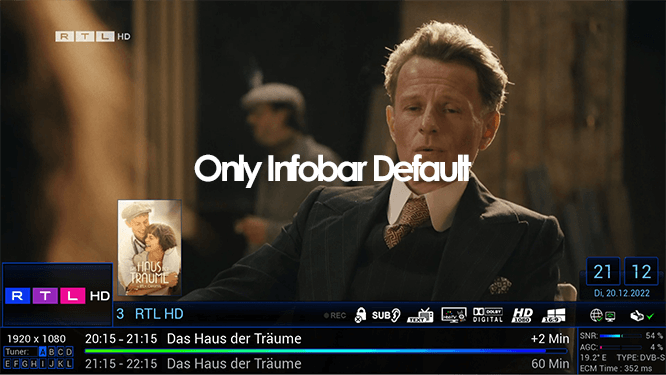 RTL HD
Only Infobar Default
HAUS DER
TRÄUME
21 12
RTL HD
Di, 20.12.2022
3 RTL HD
REC SUB TEXT DOLBY DIGITAL HD 1080 16:9
1920 x 1080
20:15 - 21:15 Das Haus der Träume +2 Min
SNR: 54 %
Tuner: A B C D
AGC: 4 %
E F G H I J K L
21:15 - 22:15 Das Haus der Träume 60 Min
19.2° E TYPE: DVB-S
ECM Time : 352 ms